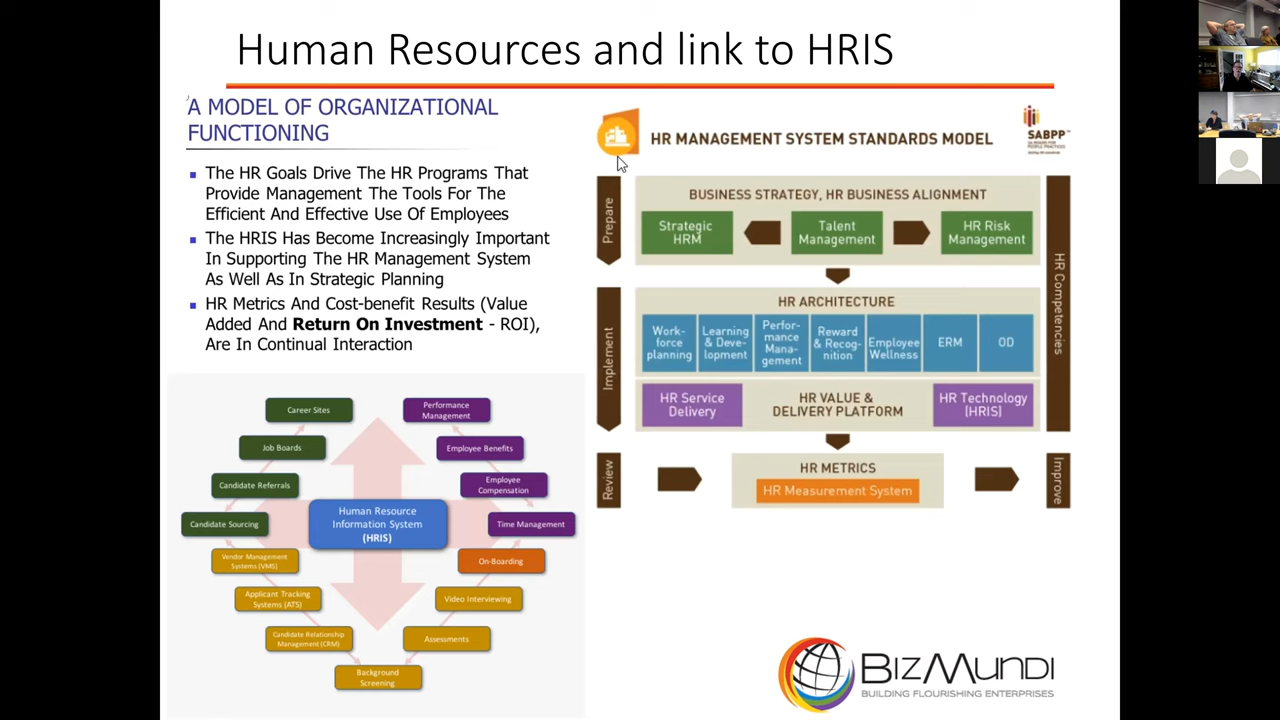 Human Resources and link to HRIS
A MODEL OF ORGANIZATIONAL
FUNCTIONING
The HR Goals Drive The HR Programs That
Provide Management The Tools For The
Efficient And Effective Use Of Employees
The HRIS Has Become Increasingly Important
In Supporting The HR Management System
As Well As In Strategic Planning
HR Metrics And Cost-benefit Results (Value
Added And Return On Investment - ROI),
Are In Continual Interaction
Career Sites
Job Boards
Candidate Referrals
Candidate Sourcing
Vendor Management
Systems (VMS)
Applicant Tracking
Systems (ATS)
Candidate Relationship
Management (CRM)
Background
Screening
Human Resource
Information System
(HRIS)
Performance
Management
Employee Benefits
Employee
Compensation
Time Management
On-Boarding
Video Interviewing
Assessments
HR MANAGEMENT SYSTEM STANDARDS MODEL
SABPP
Prepare
BUSINESS STRATEGY, HR BUSINESS ALIGNMENT
Strategic
HRM
Talent
Management
HR Risk
Management
HR Competencies
Implement
HR ARCHITECTURE
Work-
force
planning
Learning
& Deve-
lopment
Perfor-
mance
Mana-
gement
Reward
& Recog-
nition
Employee
Wellness
ERM
OD
HR Service
Delivery
HR VALUE &
DELIVERY PLATFORM
HR Technology
(HRIS)
Review
HR METRICS
HR Measurement System
Improve
BIZMUNDI
BUILDING FLOURISHING ENTERPRISES